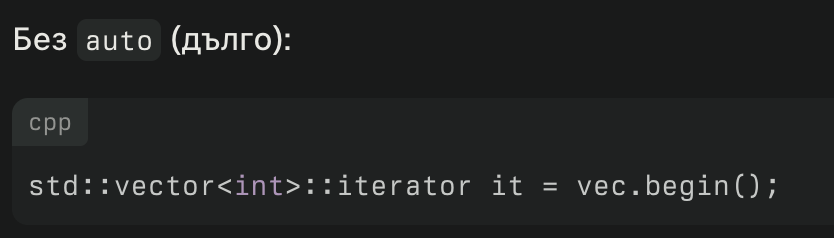 Без auto (дълго):
cpp
std::vector<int>::iterator it = vec.begin();